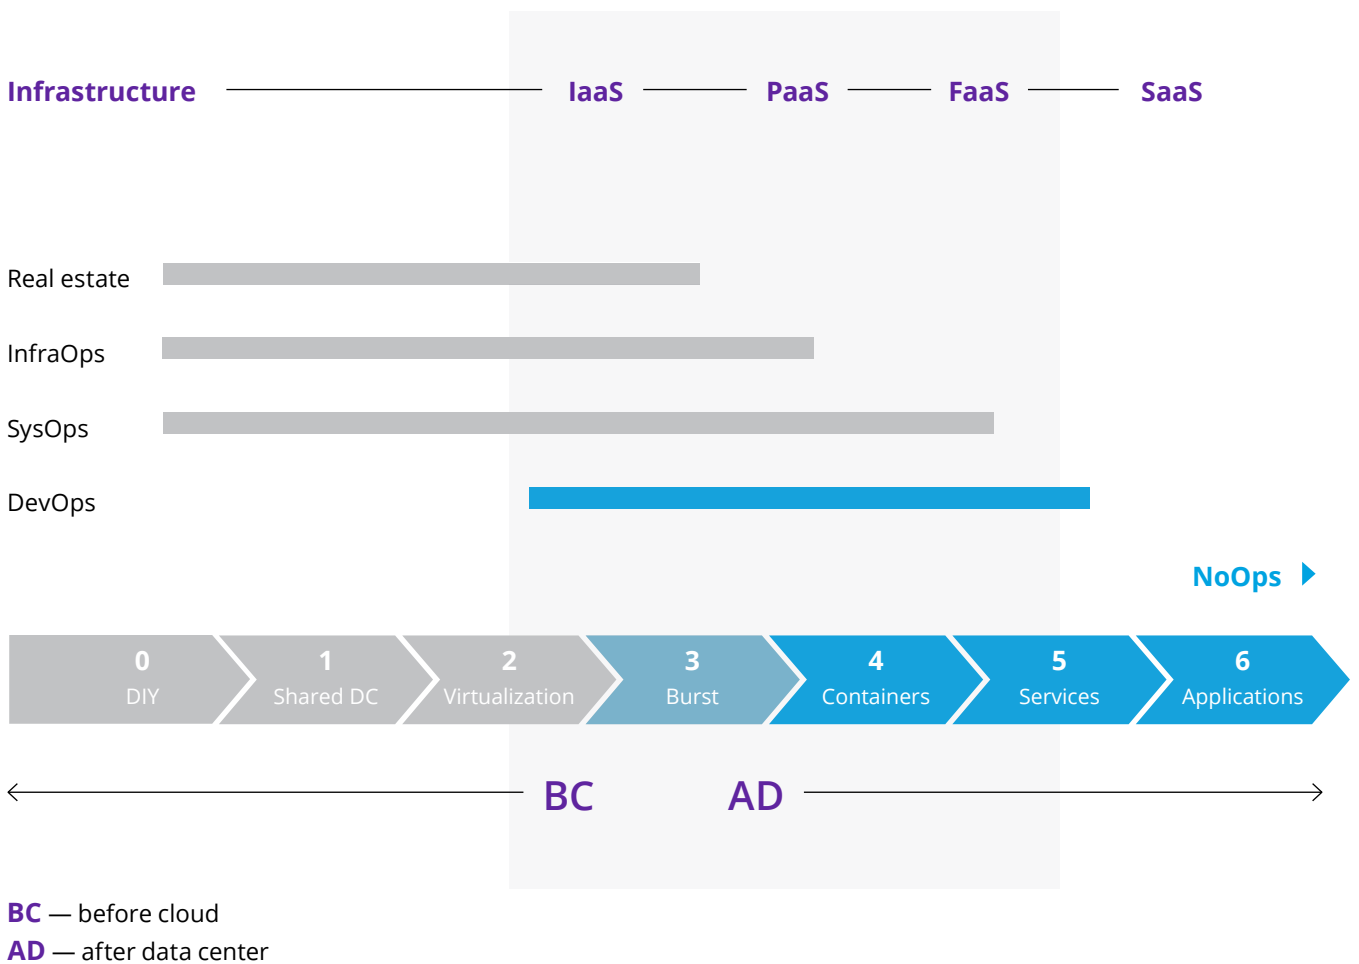 Infrastructure IaaS PaaS FaaS SaaS
Real estate
InfraOps
SysOps
DevOps
NoOps
0 1 2 3 4 5 6
DIY Shared DC Virtualization Burst Containers Services Applications
BC AD
BC — before cloud
AD — after data center